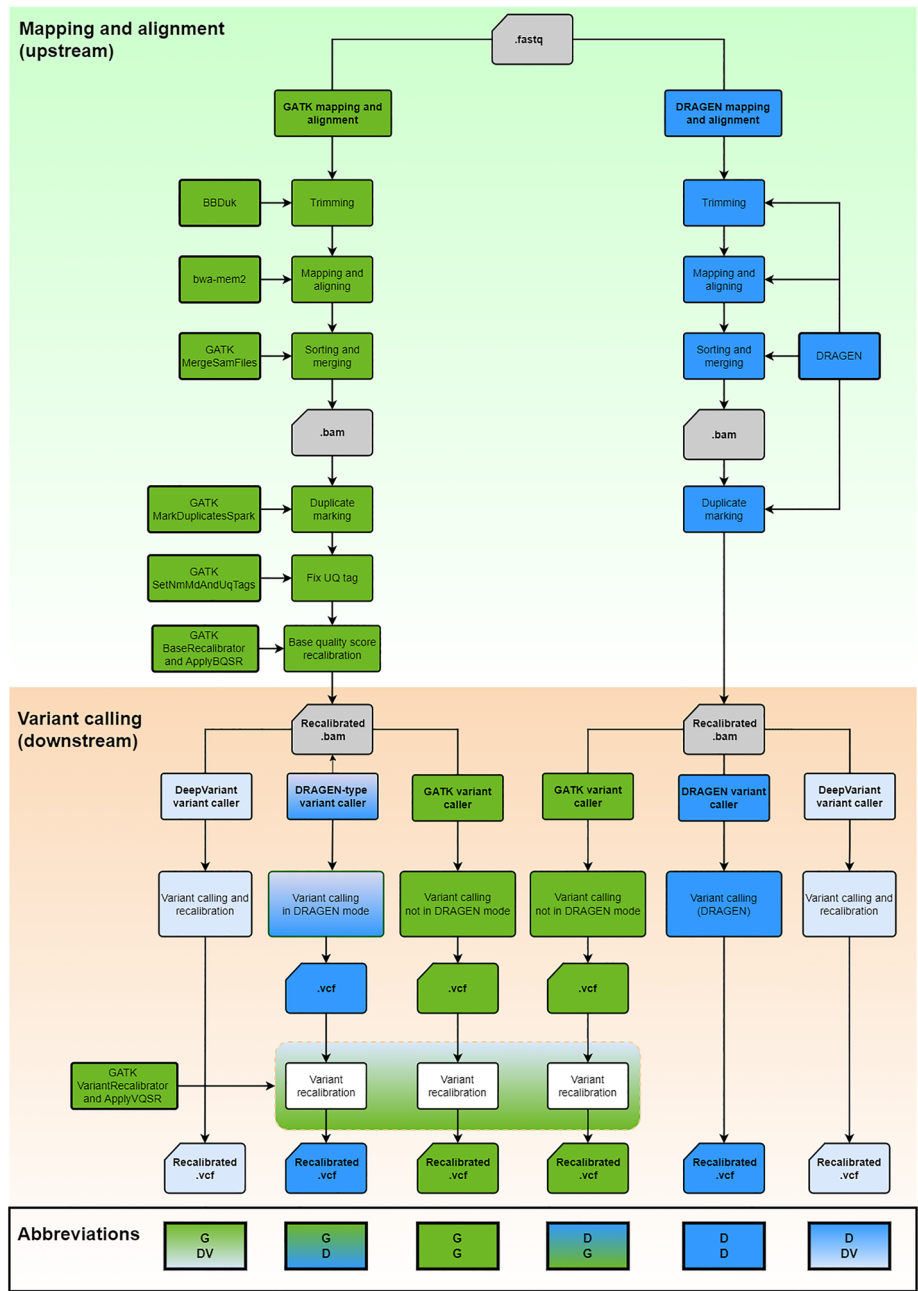 Mapping and alignment
(upstream)
.fastq
GATK mapping and
alignment
DRAGEN mapping
and alignment
BBDuk
Trimming
Trimming
bwa-mem2
Mapping and
aligning
Mapping and
aligning
GATK
MergeSamFiles
Sorting and
merging
Sorting and
merging
DRAGEN
.bam
.bam
GATK
MarkDuplicatesSpark
Duplicate
marking
Duplicate
marking
GATK
SetNmMdAndUqTags
Fix UQ tag
GATK
BaseRecalibrator
and ApplyBQSR
Base quality score
recalibration
Variant calling
(downstream)
Recalibrated
.bam
Recalibrated
.bam
DeepVariant
variant caller
DRAGEN-type
variant caller
GATK variant
caller
GATK variant
caller
DRAGEN variant
caller
DeepVariant
variant caller
Variant calling and
recalibration
Variant calling
in DRAGEN mode
Variant calling
not in DRAGEN mode
Variant calling
not in DRAGEN mode
Variant calling
(DRAGEN)
Variant calling and
recalibration
.vcf
.vcf
.vcf
GATK
VariantRecalibrator
and ApplyVQSR
Variant
recalibration
Variant
recalibration
Variant
recalibration
Recalibrated
.vcf
Recalibrated
.vcf
Recalibrated
.vcf
Recalibrated
.vcf
Recalibrated
.vcf
Recalibrated
.vcf
Abbreviations
G
DV
G
D
G
G
D
G
D
D
D
DV